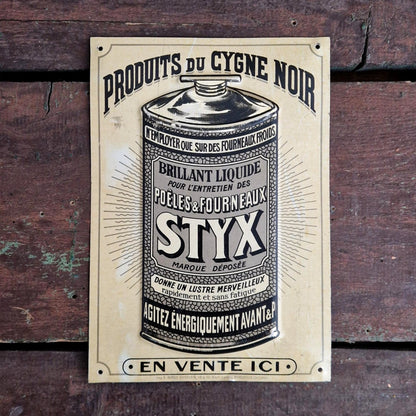 PRODUITS DU CYGNE NOIR
N'EMPLOYER QUE SUR DES FOURNEAUX FROIDS
BRILLANT LIQUIDE
POUR L'ENTRETIEN DES
POÊLES & FOURNEAUX
STYX
MARQUE DÉPOSÉE
DONNE UN LUSTRE MERVEILLEUX
rapidement et sans fatigue
AGITEZ ÉNERGIQUEMENT AVANT & P
• EN VENTE ICI •